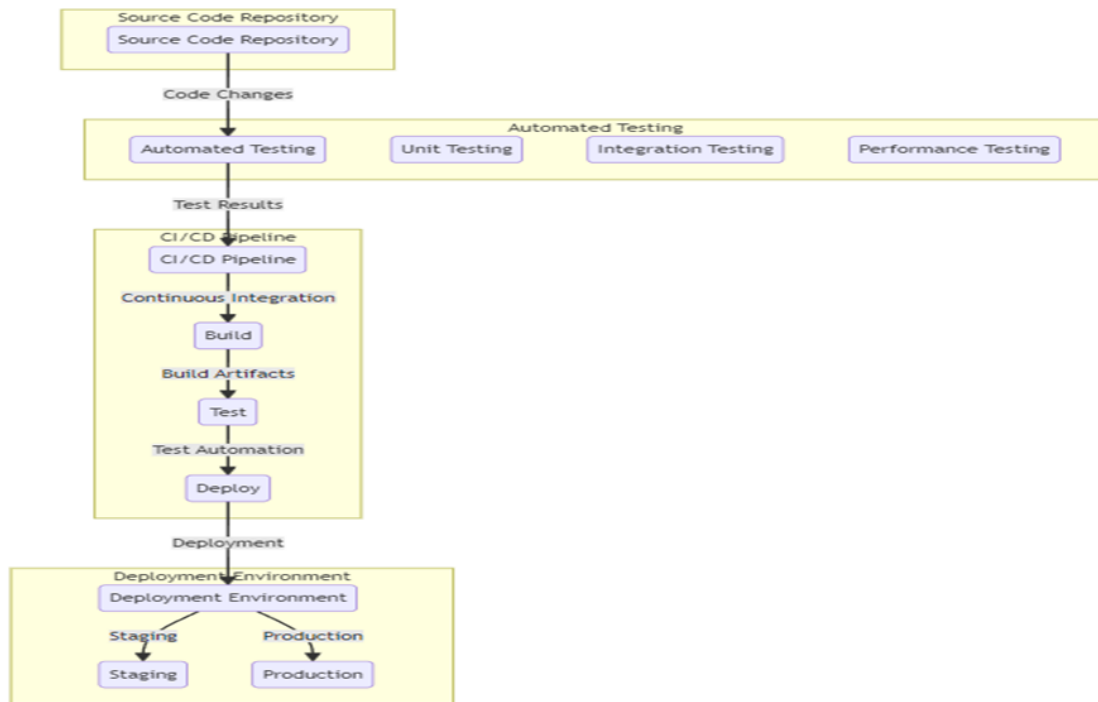 Source Code Repository
Source Code Repository
Code Changes
Automated Testing
Automated Testing
Unit Testing
Integration Testing
Performance Testing
Test Results
CI/CD Pipeline
CI/CD Pipeline
Continuous Integration
Build
Build Artifacts
Test
Test Automation
Deploy
Deployment
Deployment Environment
Deployment Environment
Staging
Production
Staging
Production